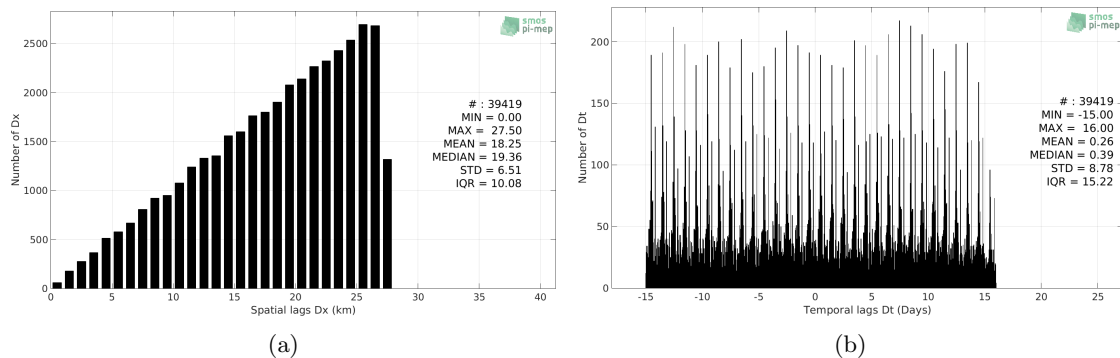 smos
pi-mep
2500
2000
1500
1000
500
0
Number of Dx
# : 39419
MIN = 0.00
MAX = 27.50
MEAN = 18.25
MEDIAN = 19.36
STD = 6.51
IQR = 10.08
0 5 10 15 20 25 30 35 40
Spatial lags Dx (km)
(a)
smos
pi-mep
200
150
100
50
0
Number of Dt
# : 39419
MIN = -15.00
MAX = 16.00
MEAN = 0.26
MEDIAN = 0.39
STD = 8.78
IQR = 15.22
-15 -10 -5 0 5 10 15 20 25
Temporal lags Dt (Days)
(b)